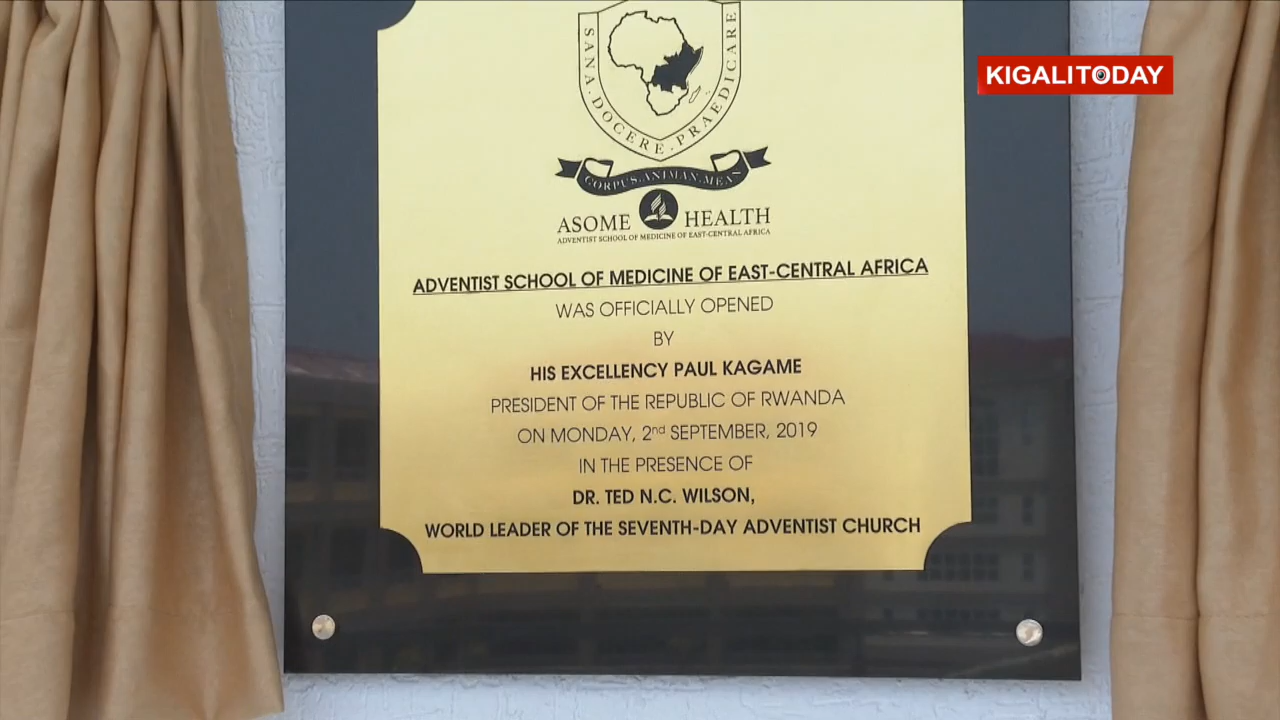 KIGALITODAY
SANA.DOCERE.PRAEDICARE
CORPUS.ANIMAN.MEAN
ASOME HEALTH
ADVENTIST SCHOOL OF MEDICINE OF EAST-CENTRAL AFRICA
ADVENTIST SCHOOL OF MEDICINE OF EAST-CENTRAL AFRICA
WAS OFFICIALLY OPENED
BY
HIS EXCELLENCY PAUL KAGAME
PRESIDENT OF THE REPUBLIC OF RWANDA
ON MONDAY, 2nd SEPTEMBER, 2019
IN THE PRESENCE OF
DR. TED N.C. WILSON,
WORLD LEADER OF THE SEVENTH-DAY ADVENTIST CHURCH